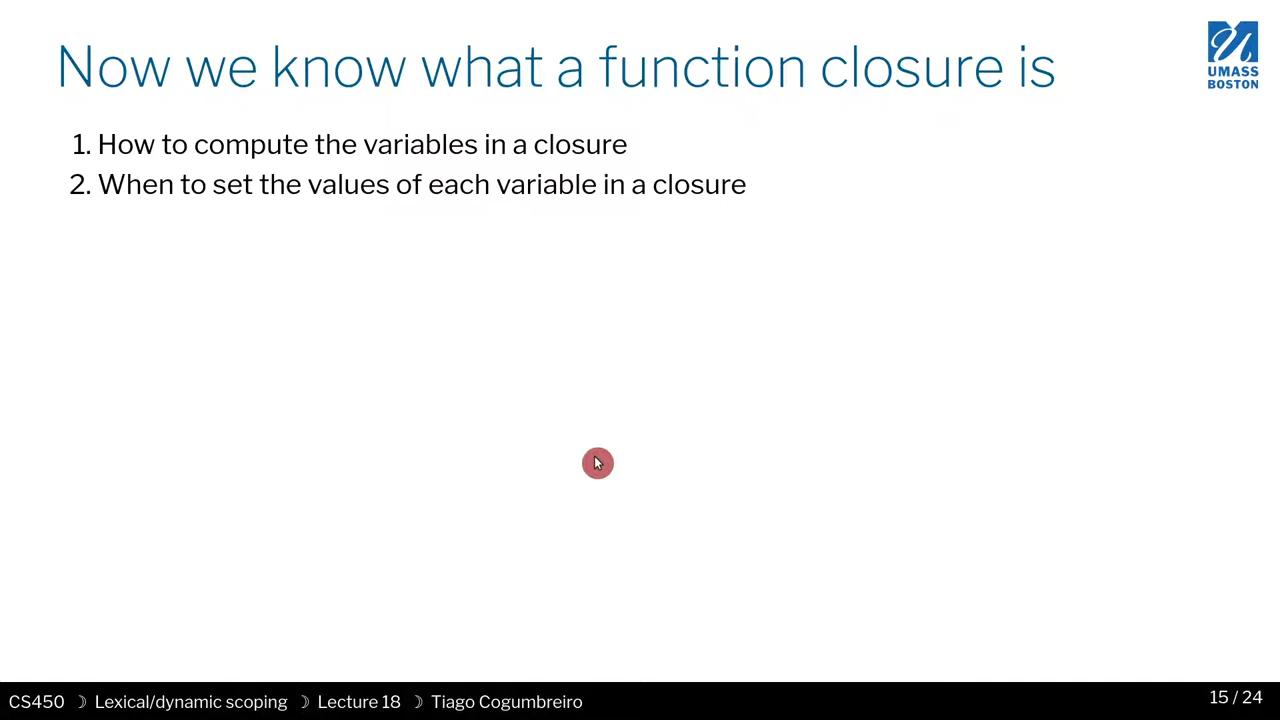 Now we know what a function closure is
UMASS
BOSTON
1. How to compute the variables in a closure
2. When to set the values of each variable in a closure
CS450 ☽ Lexical/dynamic scoping ☽ Lecture 18 ☽ Tiago Cogumbreiro
15 / 24